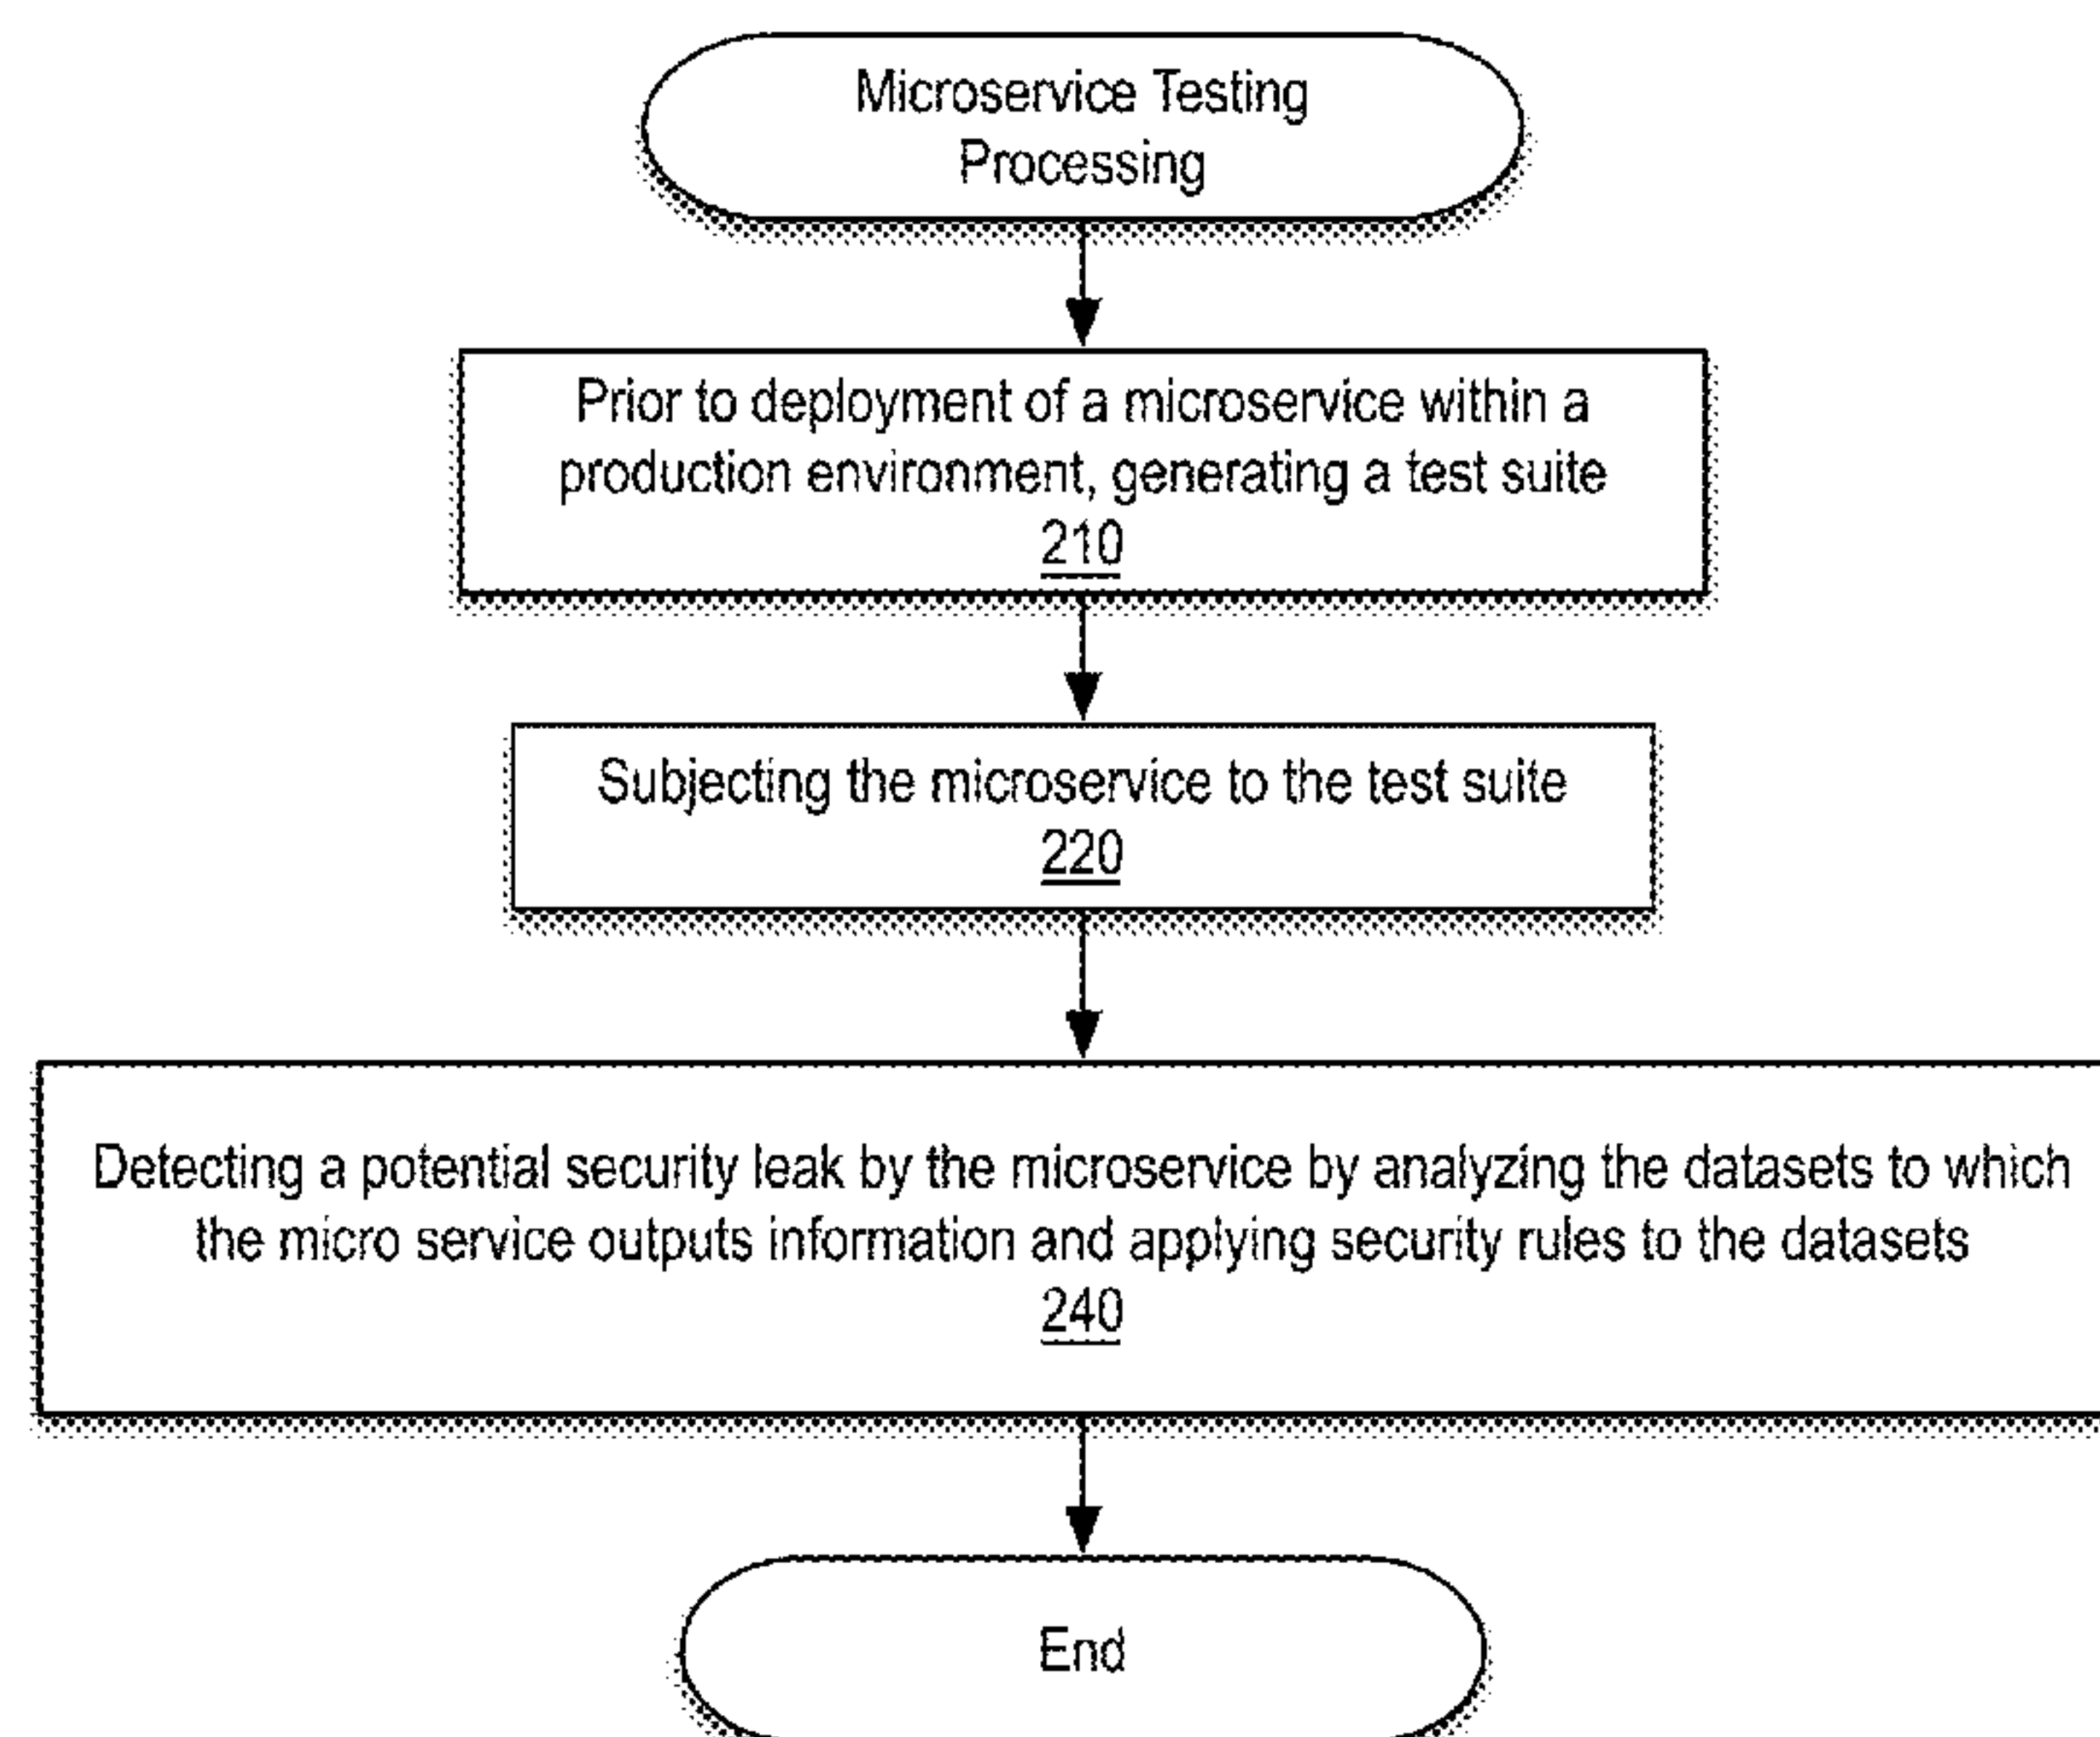 Microservice Testing
Processing
Prior to deployment of a microservice within a
production environment, generating a test suite
210
Subjecting the microservice to the test suite
220
Detecting a potential security leak by the microservice by analyzing the datasets to which
the micro service outputs information and applying security rules to the datasets
240
End